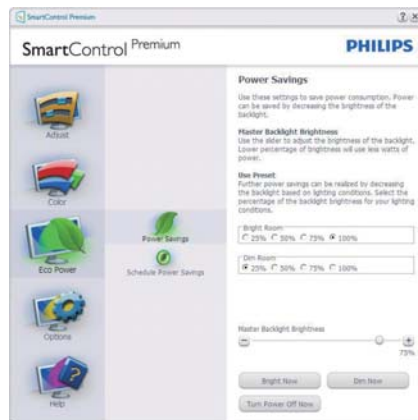 SmartControl Premium
SmartControl Premium
PHILIPS
Adjust
Color
Eco Power
Options
Help
Power Savings
Schedule Power Savings
Power Savings
Use these settings to save power consumption. Power
can be saved by decreasing the brightness of the
backlight.
Master Backlight Brightness
Use the slider to adjust the brightness of the backlight.
Lower percentage of brightness will use less watts of
power.
Use Preset
Further power savings can be realized by decreasing
the backlight based on lighting conditions. Select the
percentage of the backlight brightness for your lighting
conditions.
Bright Room
25% 50% 75% 100%
Dim Room
25% 50% 75% 100%
Master Backlight Brightness
75%
Bright Now
Dim Now
Turn Power Off Now